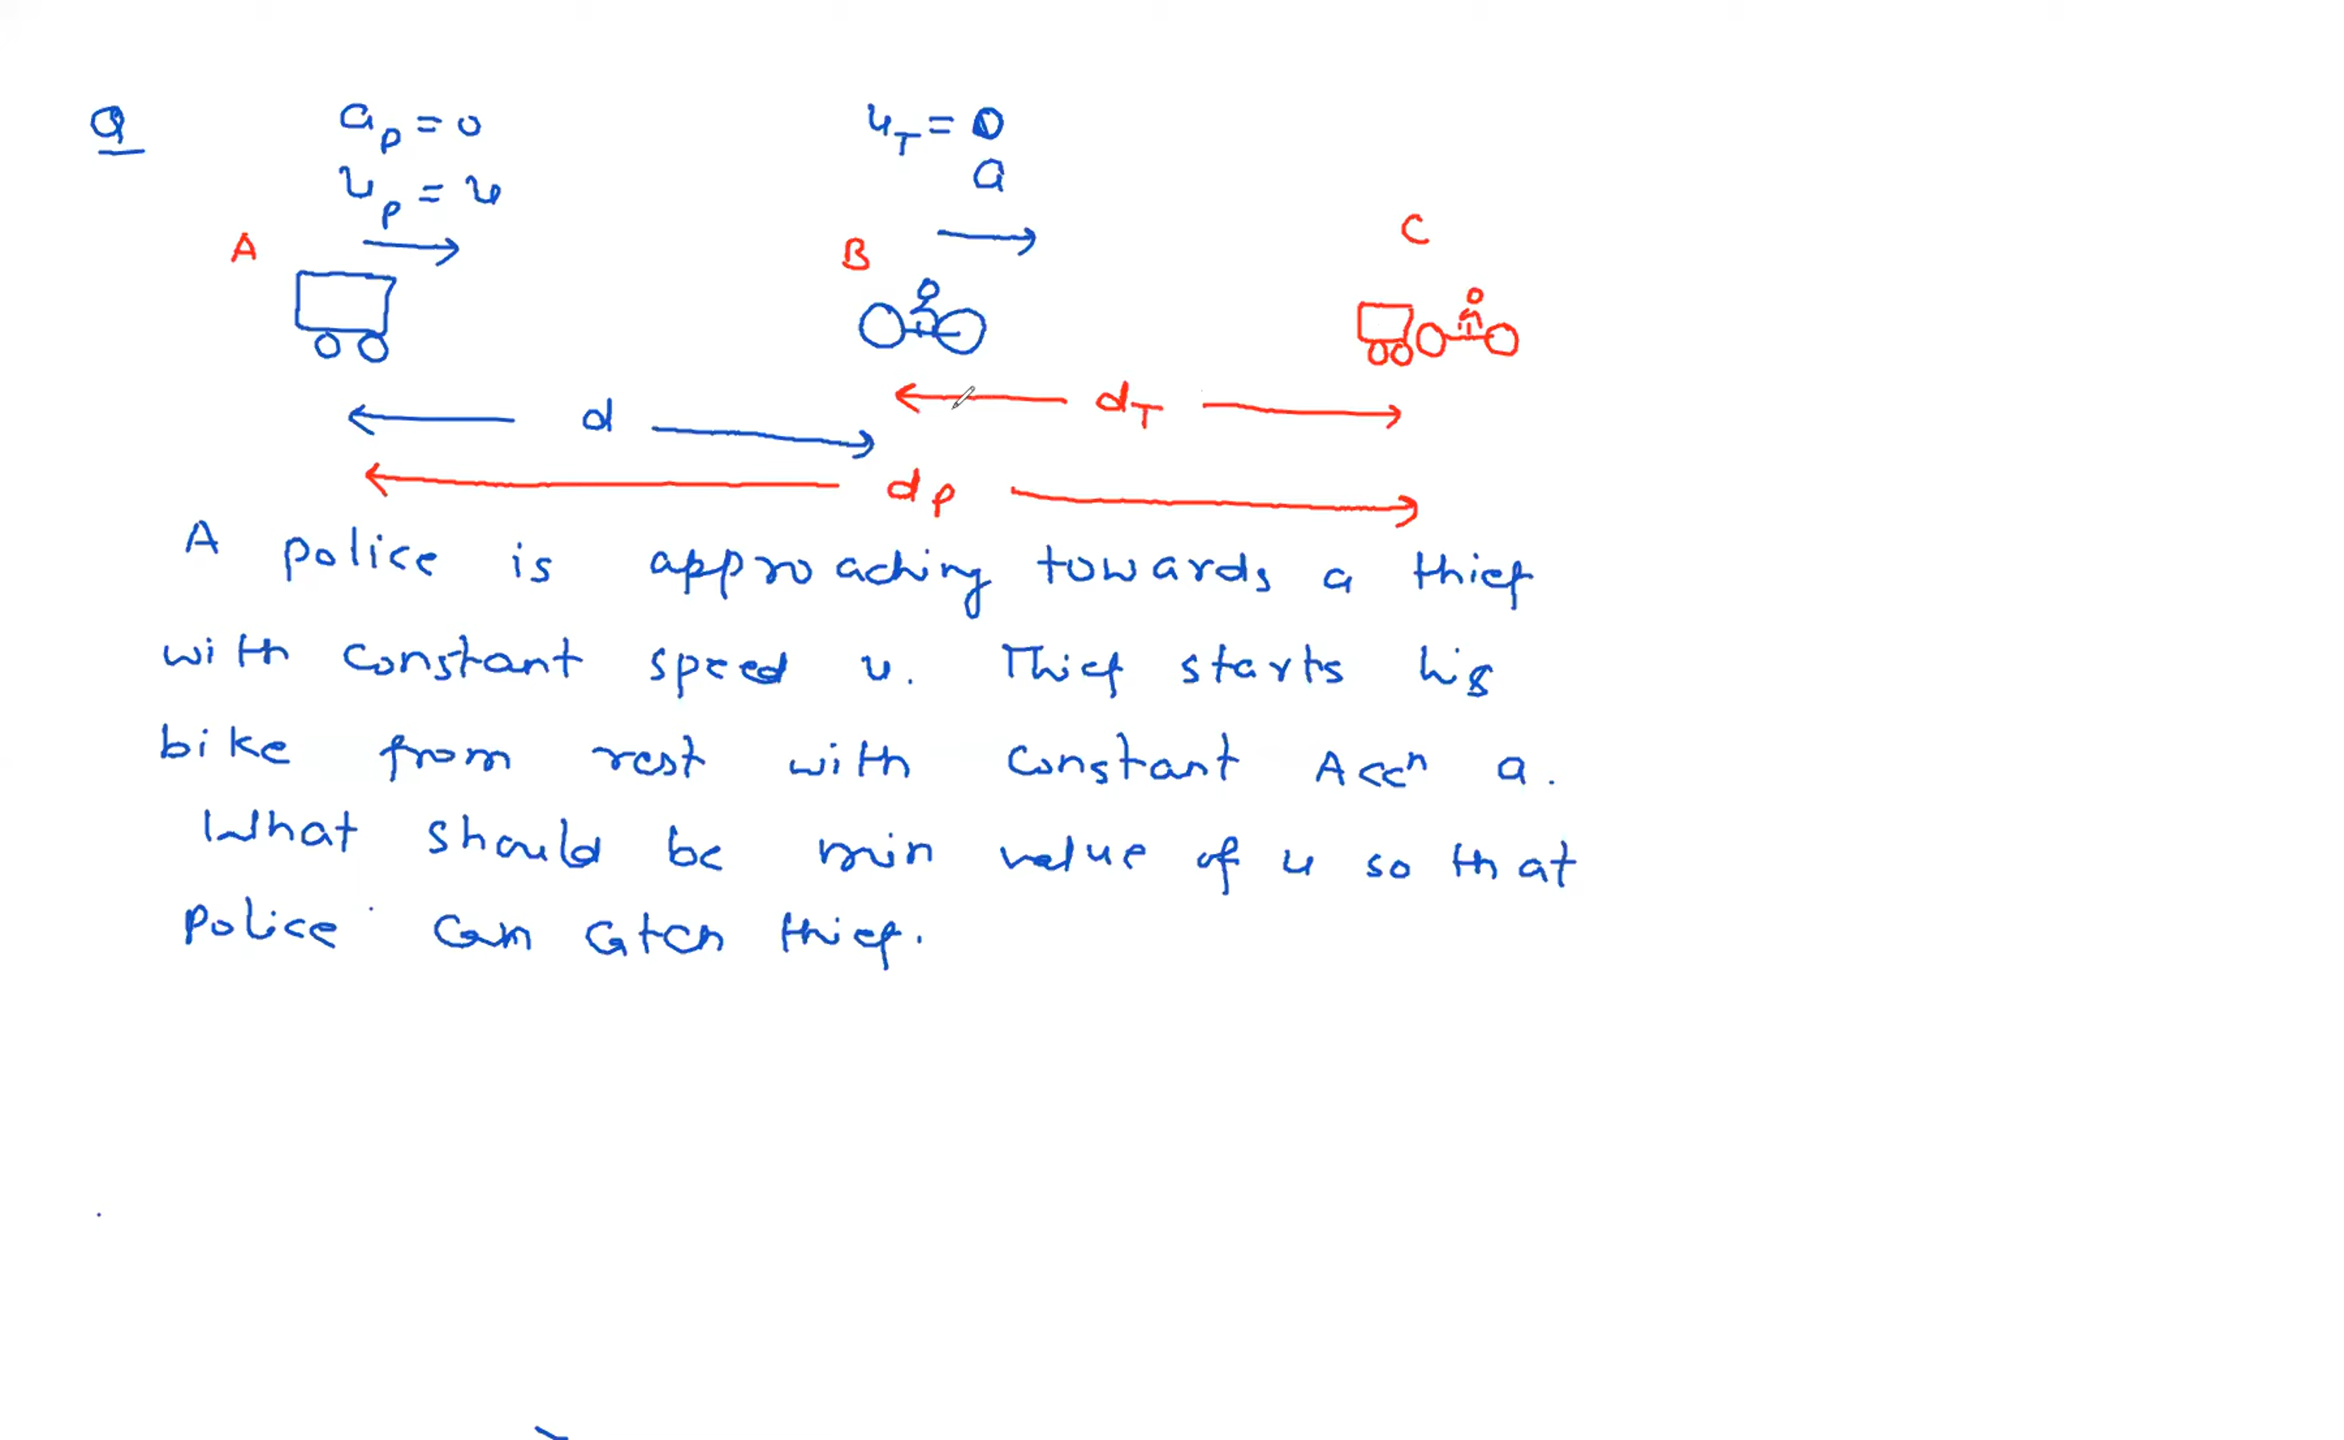 Q a_p = 0 u_T = 0
v_p = u a
A B C
d d_T
d_p
A police is approaching towards a thief
with constant speed u. Thief starts his
bike from rest with constant Accn a.
What should be min value of u so that
police can catch thief.